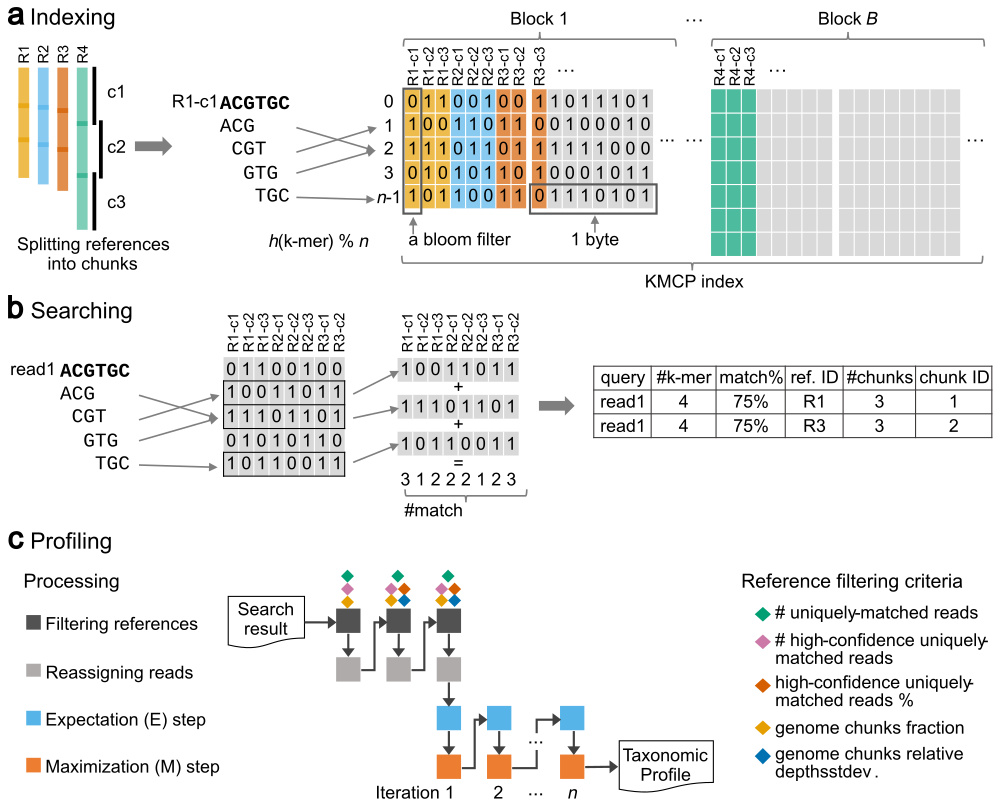 a Indexing
Block 1 ... Block B
R1 R2 R3 R4
c1
c2
c3
Splitting references
into chunks
R1-c1 R1-c2 R1-c3 R2-c1 R2-c2 R2-c3 R3-c1 R3-c2 R3-c3 ...
R4-c1 R4-c2 R4-c3 ...
R1-c1 ACGTGC
ACG
CGT
GTG
TGC
h(k-mer) % n
0 0 1 1 0 0 1 0 0 1 1 0 1 1 1 0 1
1 1 0 0 1 1 0 1 1 0 0 1 0 0 0 1 0
2 1 1 1 0 1 0 1 0 1 1 1 1 1 0 0 0 ... ... ...
3 0 1 0 1 0 1 1 0 1 0 0 0 1 0 1 1
n-1 1 0 1 1 0 0 1 1 0 1 1 1 0 1 0 1
a bloom filter
1 byte
KMCP index
b Searching
R1-c1 R1-c2 R1-c3 R2-c1 R2-c2 R2-c3 R3-c1 R3-c2
R1-c1 R1-c2 R1-c3 R2-c1 R2-c2 R2-c3 R3-c1 R3-c2
read1 ACGTGC
ACG
CGT
GTG
TGC
0 1 1 0 0 1 0 0
1 0 0 1 1 0 1 1
1 1 1 0 1 0 1 0 1
0 1 0 1 0 1 1 0
1 0 1 1 0 0 1 1
1 0 0 1 1 0 1 1
+
1 1 1 0 1 1 0 1
+
1 0 1 1 0 0 1 1
=
3 1 2 2 2 1 2 3
#match
query #k-mer match% ref. ID #chunks chunk ID
read1 4 75% R1 3 1
read1 4 75% R3 3 2
c Profiling
Processing
Filtering references
Reassigning reads
Expectation (E) step
Maximization (M) step
Search
result
...
Taxonomic
Profile
Iteration 1 2 ... n
Reference filtering criteria
# uniquely-matched reads
# high-confidence uniquely-
matched reads
high-confidence uniquely-
matched reads %
genome chunks fraction
genome chunks relative
depthsstdev .